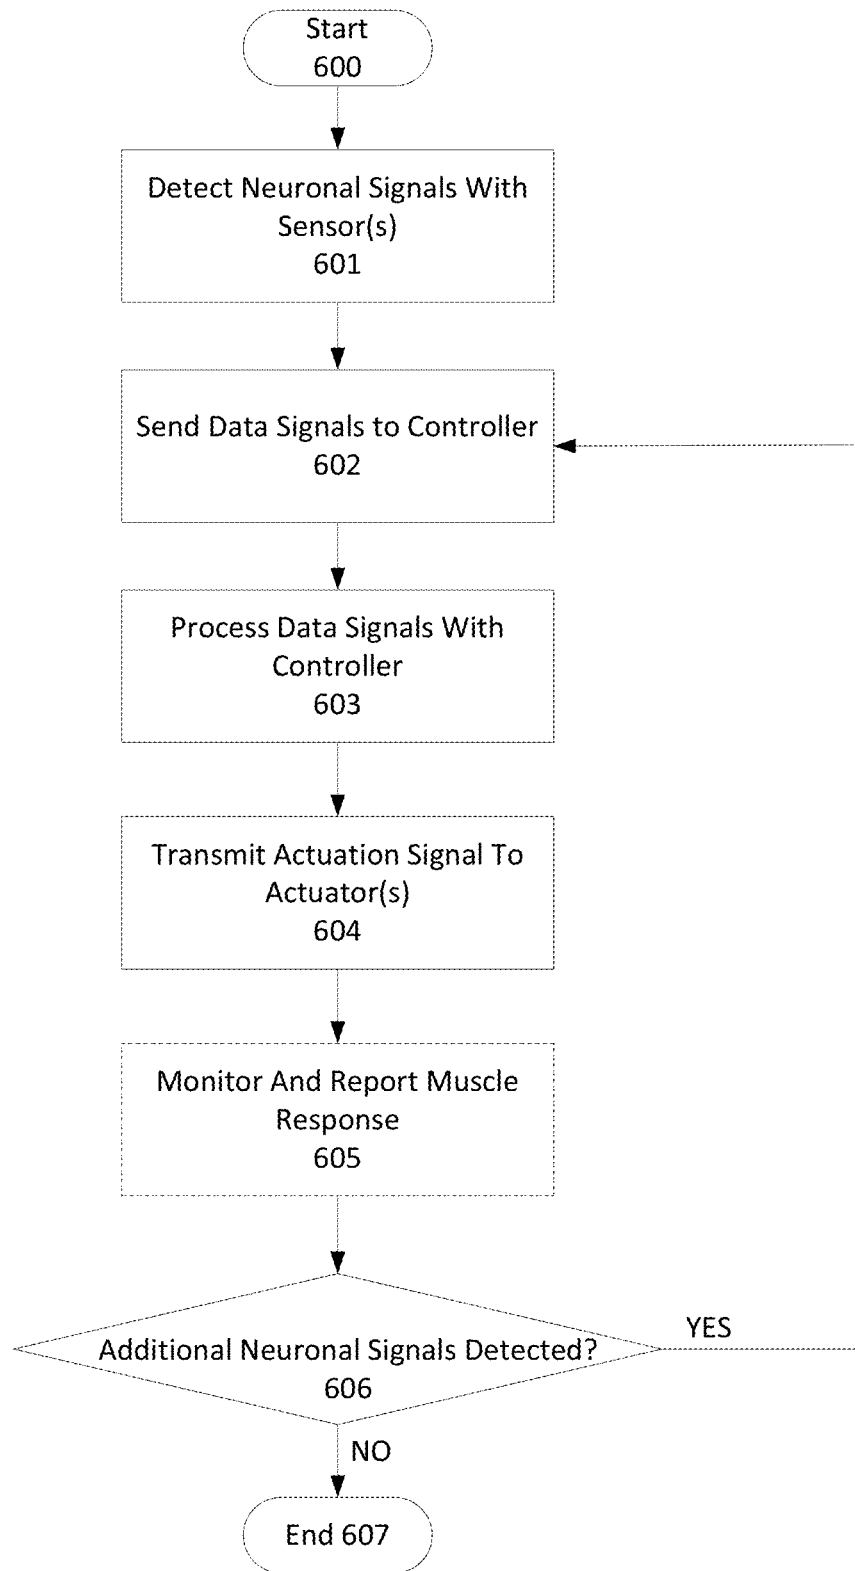 Start
600
Detect Neuronal Signals With
Sensor(s)
601
Send Data Signals to Controller
602
Process Data Signals With
Controller
603
Transmit Actuation Signal To
Actuator(s)
604
Monitor And Report Muscle
Response
605
Additional Neuronal Signals Detected?
606
YES
NO
End 607